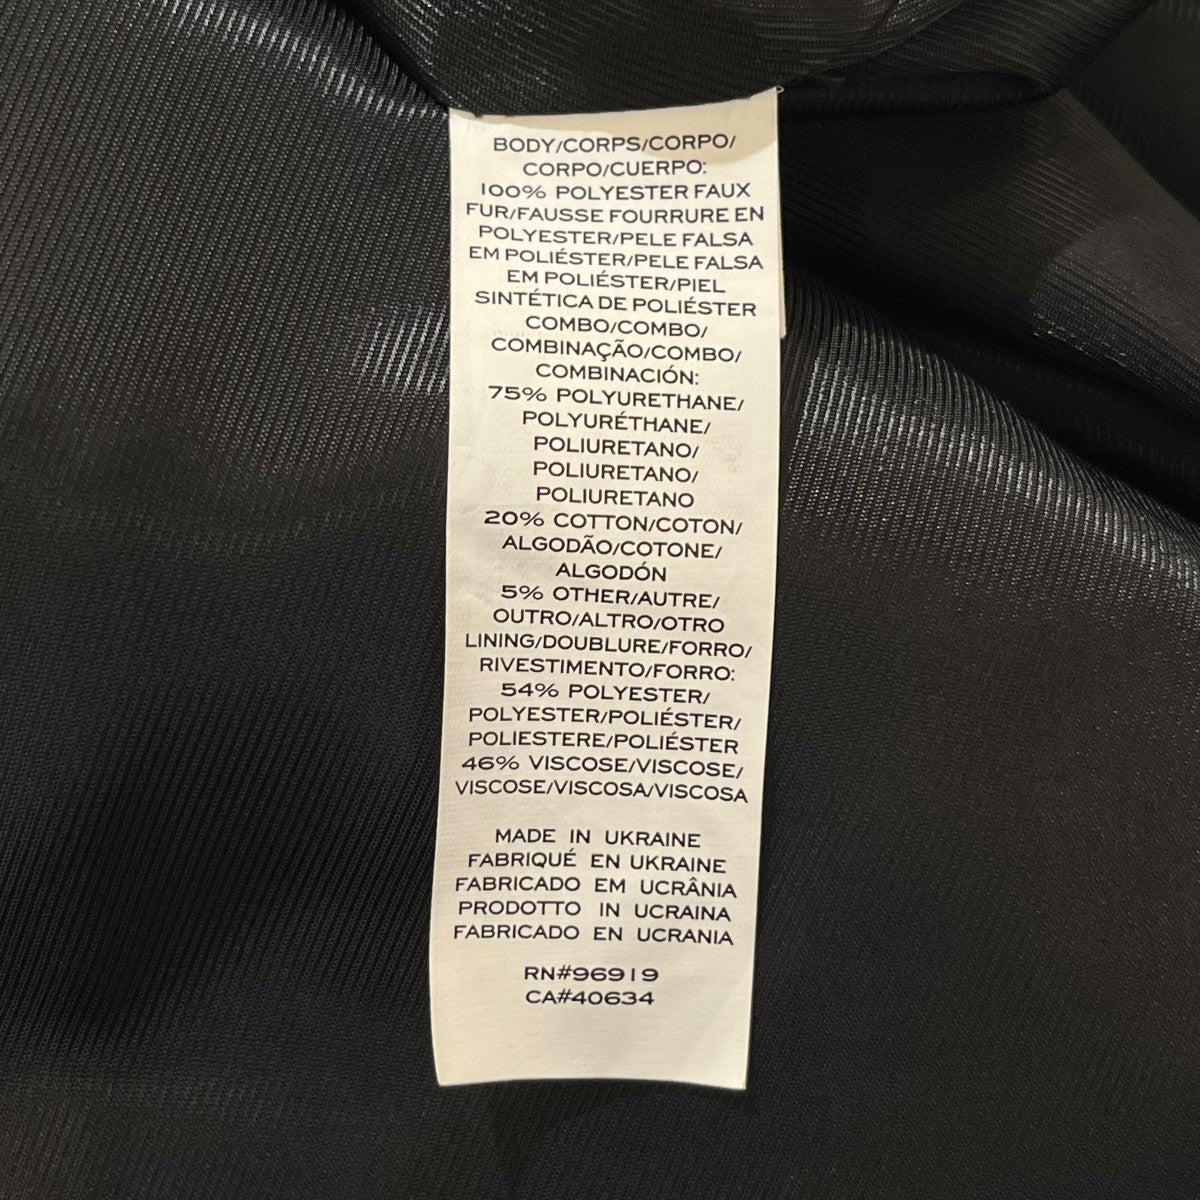 BODY/CORPS/CORPO/
CORPO/CUERPO:
100% POLYESTER FAUX
FUR/FAUSSE FOURRURE EN
POLYESTER/PELE FALSA
EM POLIÉSTER/PELE FALSA
EM POLIÉSTER/PIEL
SINTÉTICA DE POLIÉSTER
COMBO/COMBO/
COMBINAÇÃO/COMBO/
COMBINACIÓN:
75% POLYURETHANE/
POLYURÉTHANE/
POLIURETANO/
POLIURETANO/
POLIURETANO
20% COTTON/COTON/
ALGODÃO/COTONE/
ALGODÓN
5% OTHER/AUTRE/
OUTRO/ALTRO/OTRO
LINING/DOUBLURE/FORRO/
RIVESTIMENTO/FORRO:
54% POLYESTER/
POLYESTER/POLIÉSTER/
POLIESTERE/POLIÉSTER
46% VISCOSE/VISCOSE/
VISCOSE/VISCOSA/VISCOSA
MADE IN UKRAINE
FABRIQUÉ EN UKRAINE
FABRICADO EM UCRÂNIA
PRODOTTO IN UCRAINA
FABRICADO EN UCRANIA
RN#96919
CA#40634